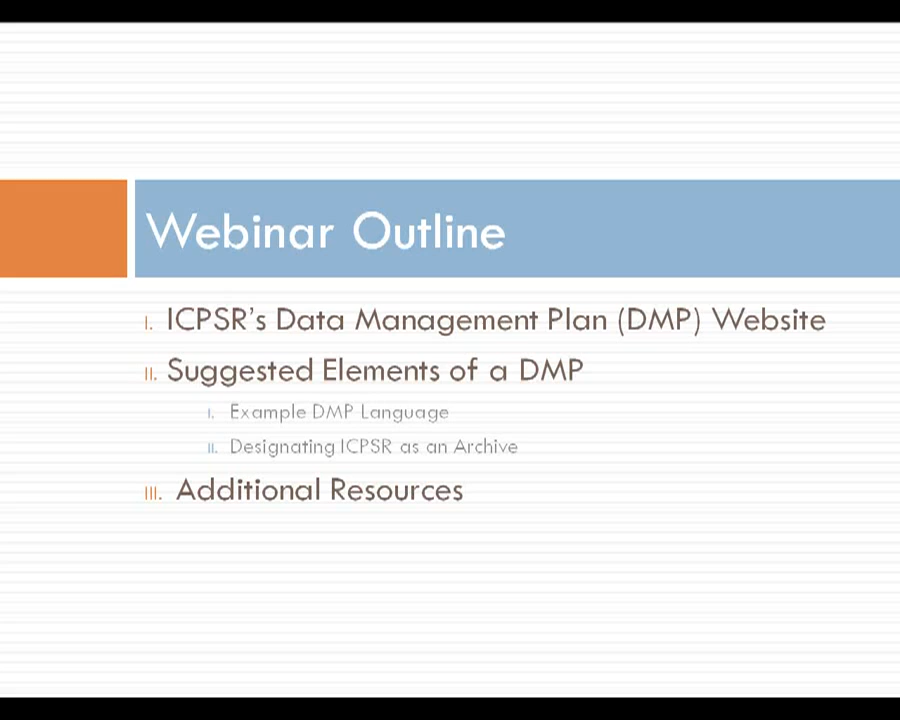 Webinar Outline
I. ICPSR’s Data Management Plan (DMP) Website
II. Suggested Elements of a DMP
I. Example DMP Language
II. Designating ICPSR as an Archive
III. Additional Resources